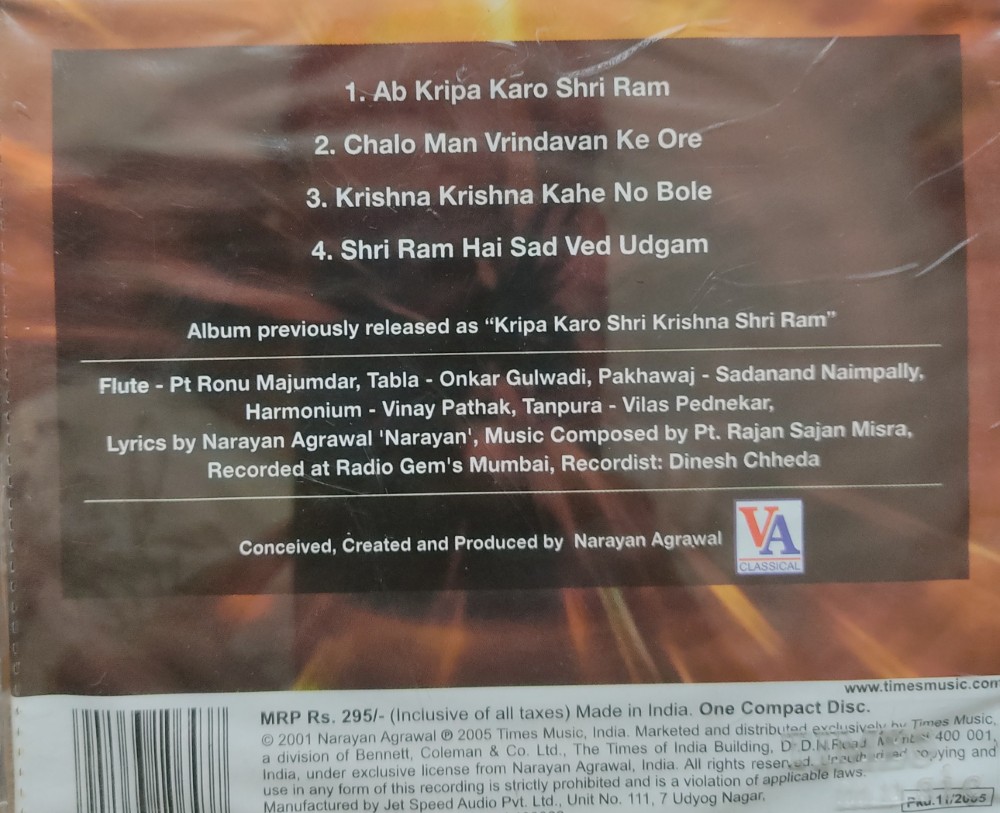 1. Ab Kripa Karo Shri Ram
2. Chalo Man Vrindavan Ke Ore
3. Krishna Krishna Kahe No Bole
4. Shri Ram Hai Sad Ved Udgam
Album previously released as “Kripa Karo Shri Krishna Shri Ram”
Flute - Pt Ronu Majumdar, Tabla - Onkar Gulwadi, Pakhawaj - Sadanand Naimpally,
Harmonium - Vinay Pathak, Tanpura - Vilas Pednekar,
Lyrics by Narayan Agrawal 'Narayan', Music Composed by Pt. Rajan Sajan Misra,
Recorded at Radio Gem's Mumbai, Recordist: Dinesh Chheda
Conceived, Created and Produced by Narayan Agrawal
VA
CLASSICAL
www.timesmusic.com
MRP Rs. 295/- (Inclusive of all taxes) Made in India. One Compact Disc.
© 2001 Narayan Agrawal ℗ 2005 Times Music, India. Marketed and distributed exclusively by Times Music,
a division of Bennett, Coleman & Co. Ltd., The Times of India Building, D.N. 400 001,
India, under exclusive license from Narayan Agrawal, India. All rights reserved. copying and
use in any form of this recording is strictly prohibited and is a violation of applicable laws.
Manufactured by Jet Speed Audio Pvt. Ltd., Unit No. 111, 7 Udyog Nagar,
Pkd.11/2005